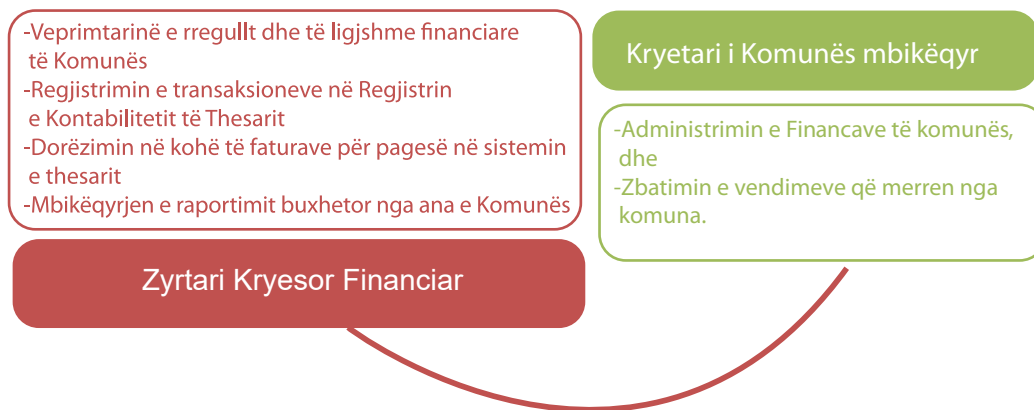 -Veprimtarinë e rregullt dhe të ligjshme financiare
të Komunës
-Regjistrimin e transaksioneve në Regjistrin
e Kontabilitetit të Thesarit
-Dorëzimin në kohë të faturave për pagesë në sistemin
e thesarit
-Mbikëqyrjen e raportimit buxhetor nga ana e Komunës
Zyrtari Kryesor Financiar
Kryetari i Komunës mbikëqyr
-Administrimin e Financave të komunës,
dhe
-Zbatimin e vendimeve që merren nga
komuna.